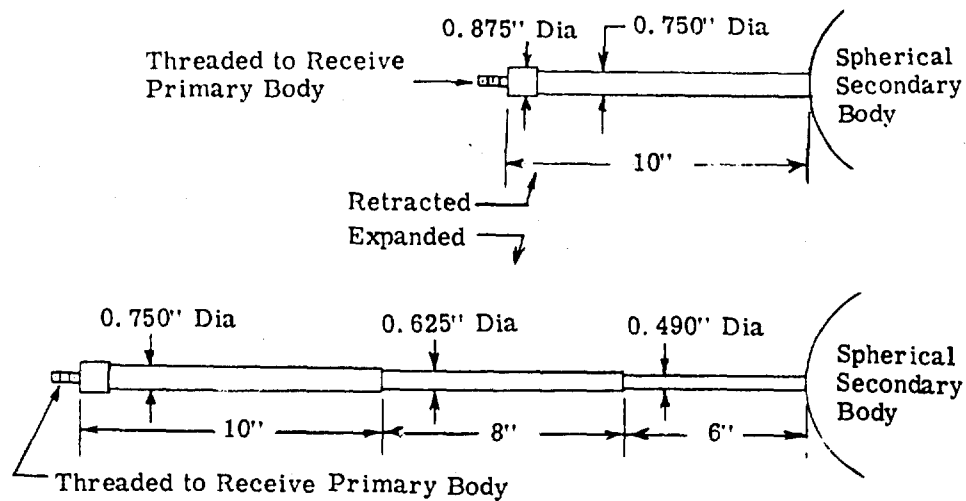 0.875" Dia
0.750" Dia
Threaded to Receive
Primary Body
Spherical
Secondary
Body
10"
Retracted
Expanded
0.750" Dia
0.625" Dia
0.490" Dia
Spherical
Secondary
Body
10"
8"
6"
Threaded to Receive Primary Body